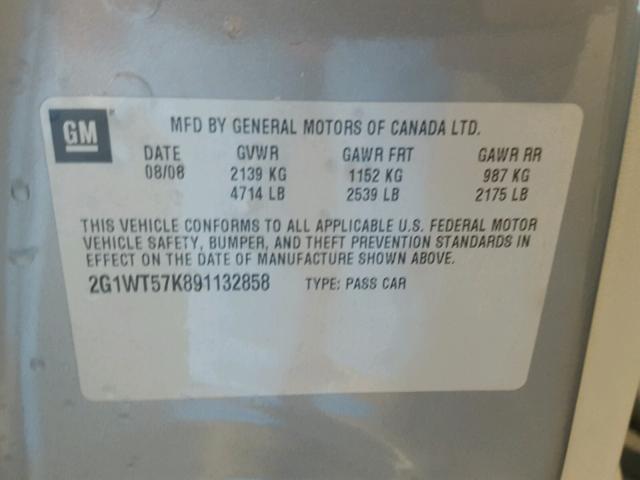 GM
MFD BY GENERAL MOTORS OF CANADA LTD.
DATE GVWR GAWR FRT GAWR RR
08/08 2139 KG 1152 KG 987 KG
4714 LB 2539 LB 2175 LB
THIS VEHICLE CONFORMS TO ALL APPLICABLE U.S. FEDERAL MOTOR
VEHICLE SAFETY, BUMPER, AND THEFT PREVENTION STANDARDS IN
EFFECT ON THE DATE OF MANUFACTURE SHOWN ABOVE.
2G1WT57K891132858 TYPE: PASS CAR